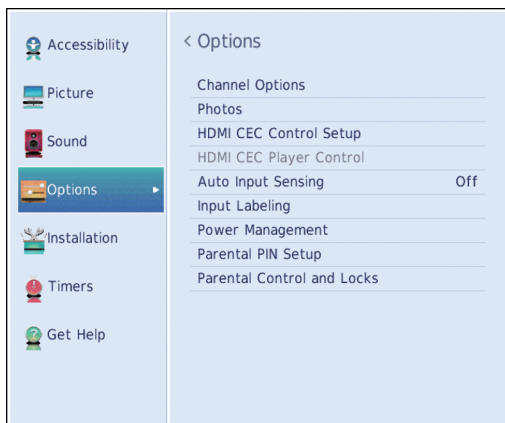 Accessibility
Picture
Sound
Options
Installation
Timers
Get Help
< Options
Channel Options
Photos
HDMI CEC Control Setup
HDMI CEC Player Control
Auto Input Sensing Off
Input Labeling
Power Management
Parental PIN Setup
Parental Control and Locks